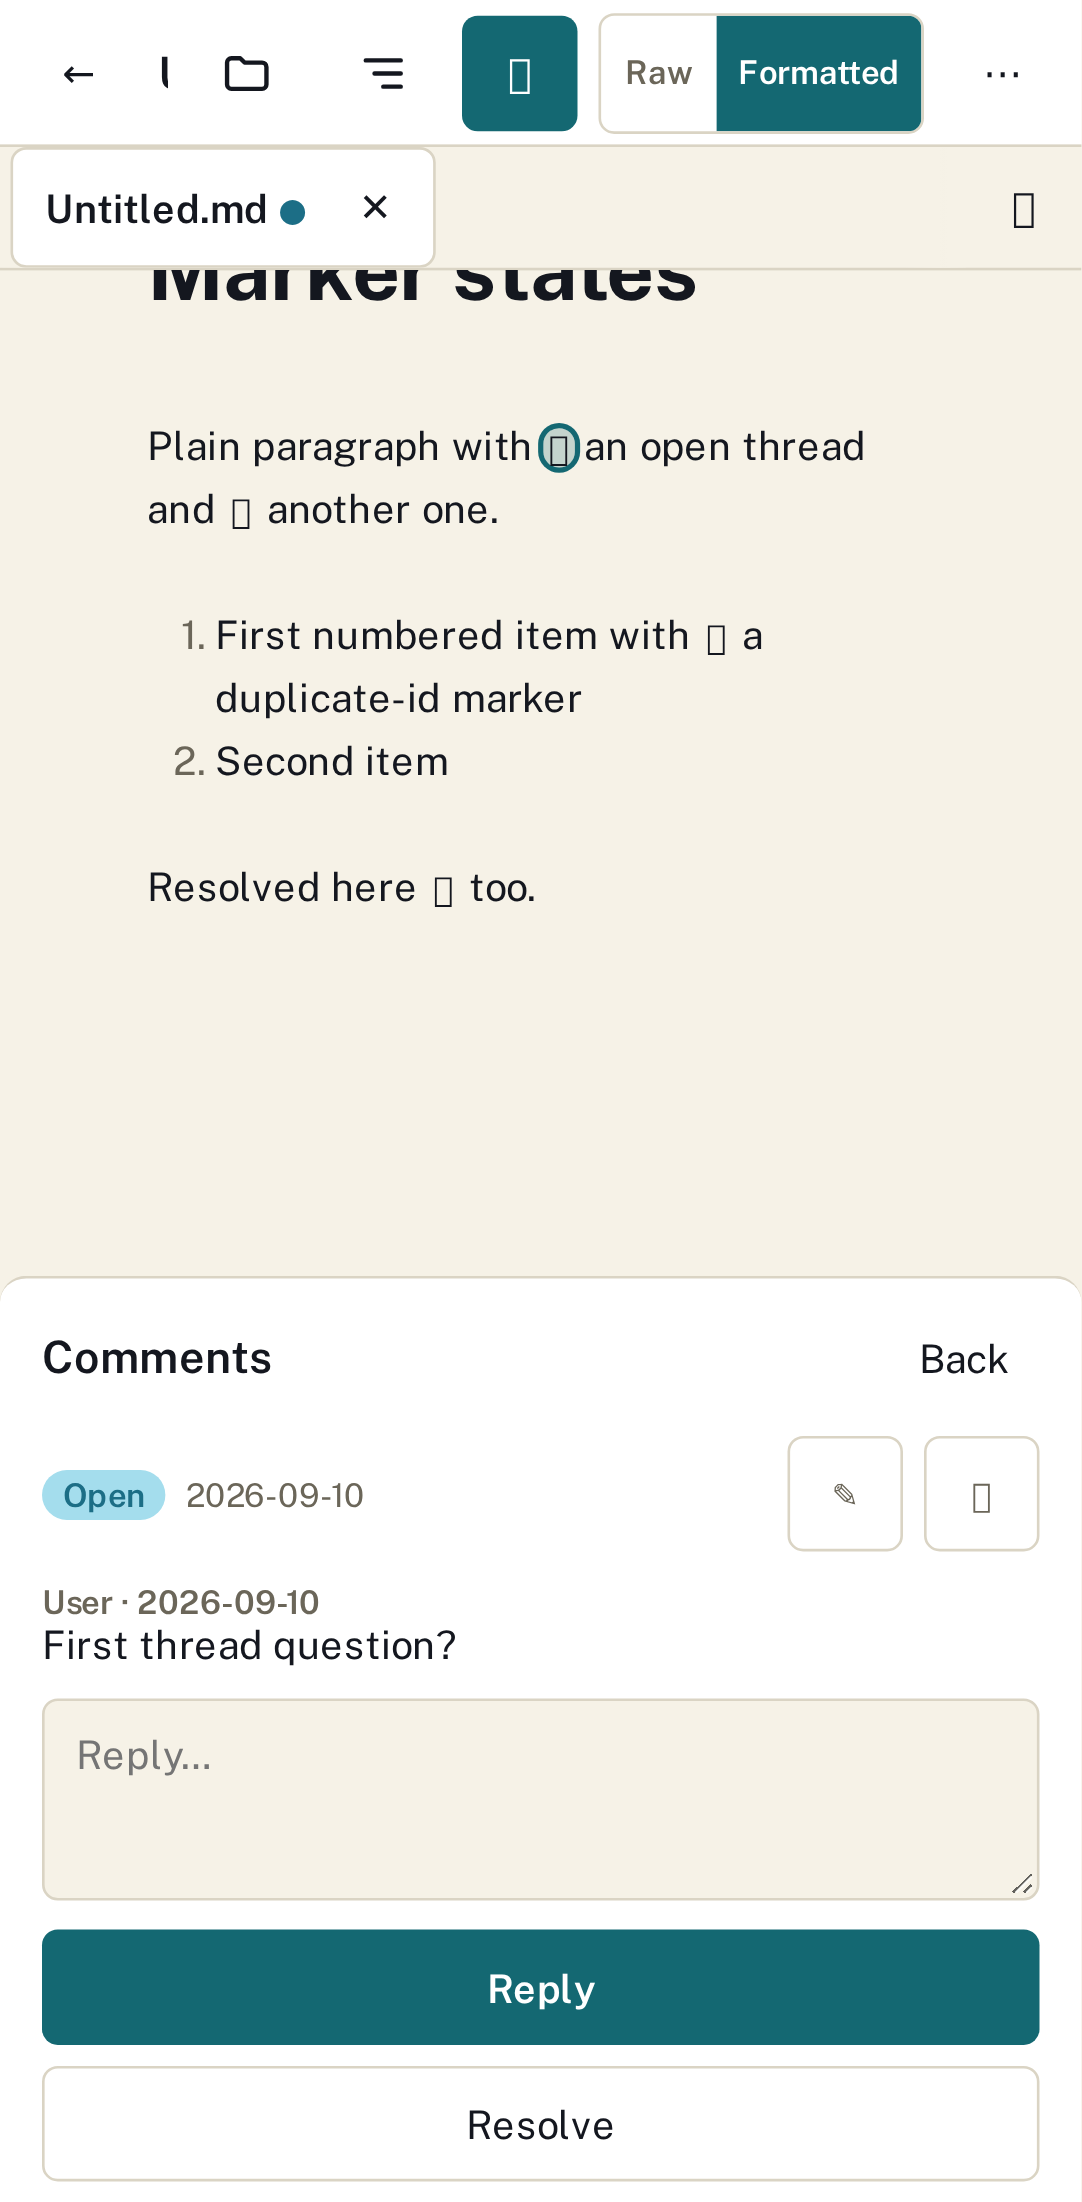 Raw Formatted
Untitled.md
Marker states
Plain paragraph with an open thread
and another one.
1. First numbered item with a
duplicate-id marker
2. Second item
Resolved here too.
Comments
Back
Open 2026-09-10
User · 2026-09-10
First thread question?
Reply...
Reply
Resolve